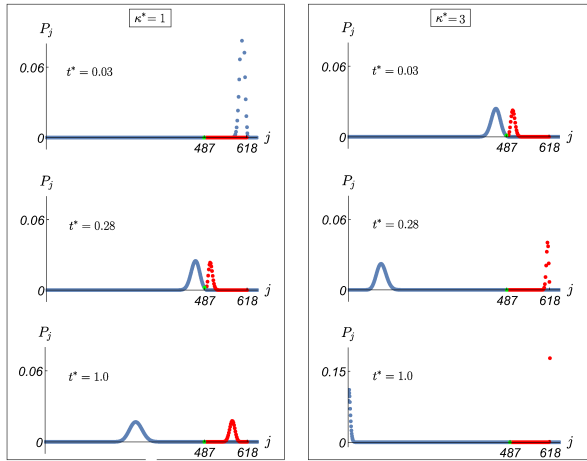 κ* = 1
P_j
0.06
t* = 0.03
0
487
618
j
P_j
0.06
t* = 0.28
0
487
618
j
P_j
0.06
t* = 1.0
0
487
618
j
κ* = 3
P_j
0.06
t* = 0.03
0
487
618
j
P_j
0.06
t* = 0.28
0
487
618
j
P_j
0.15
t* = 1.0
0
487
618
j